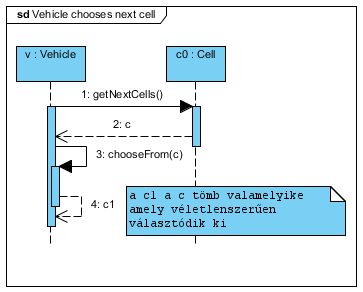 sd Vehicle chooses next cell
v : Vehicle
c0 : Cell
1: getNextCells()
2: c
3: chooseFrom(c)
4: c1
a c1 a c tömb valamelyike
amely véletlenszerűen
választódik ki